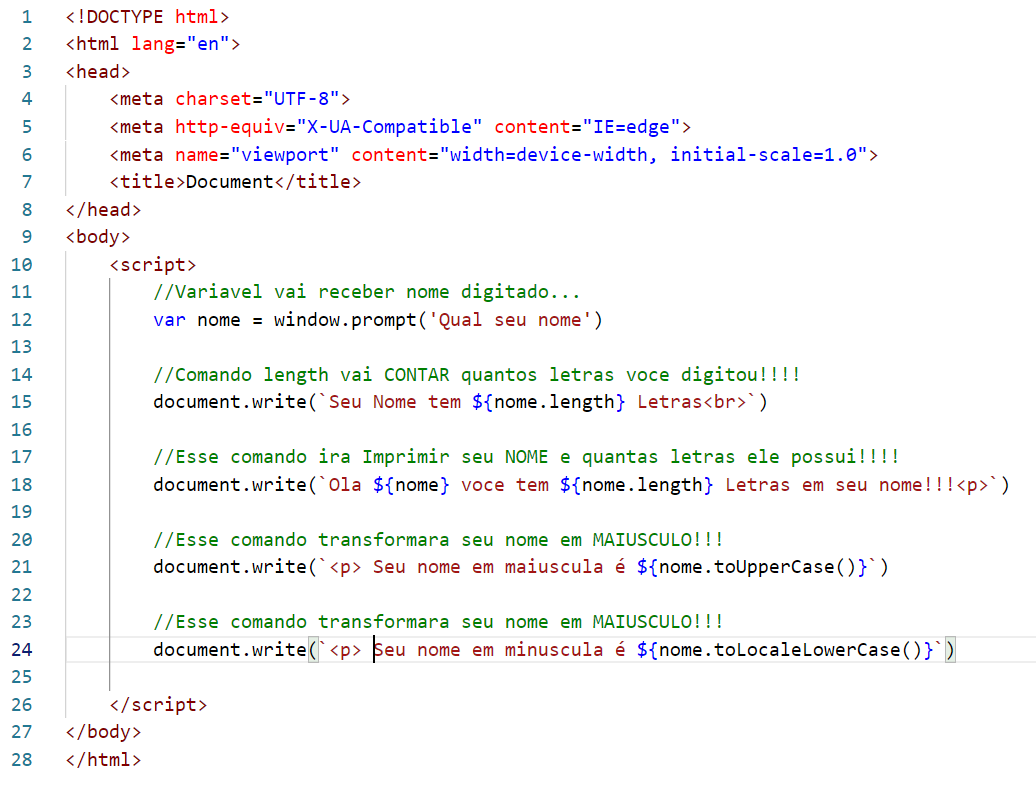 1 <!DOCTYPE html>
2 <html lang="en">
3 <head>
4     <meta charset="UTF-8">
5     <meta http-equiv="X-UA-Compatible" content="IE=edge">
6     <meta name="viewport" content="width=device-width, initial-scale=1.0">
7     <title>Document</title>
8 </head>
9 <body>
10     <script>
11         //Variavel vai receber nome digitado...
12         var nome = window.prompt('Qual seu nome')
13
14         //Comando length vai CONTAR quantos letras voce digitou!!!!
15         document.write(`Seu Nome tem ${nome.length} Letras<br>`)
16
17         //Esse comando ira Imprimir seu NOME e quantas letras ele possui!!!!
18         document.write(`Ola ${nome} voce tem ${nome.length} Letras em seu nome!!!<p>`)
19
20         //Esse comando transformara seu nome em MAIUSCULO!!!
21         document.write(`<p> Seu nome em maiuscula é ${nome.toUpperCase()}`)
22
23         //Esse comando transformara seu nome em MAIUSCULO!!!
24         document.write(`<p> Seu nome em minuscula é ${nome.toLocaleLowerCase()}`)
25
26     </script>
27 </body>
28 </html>